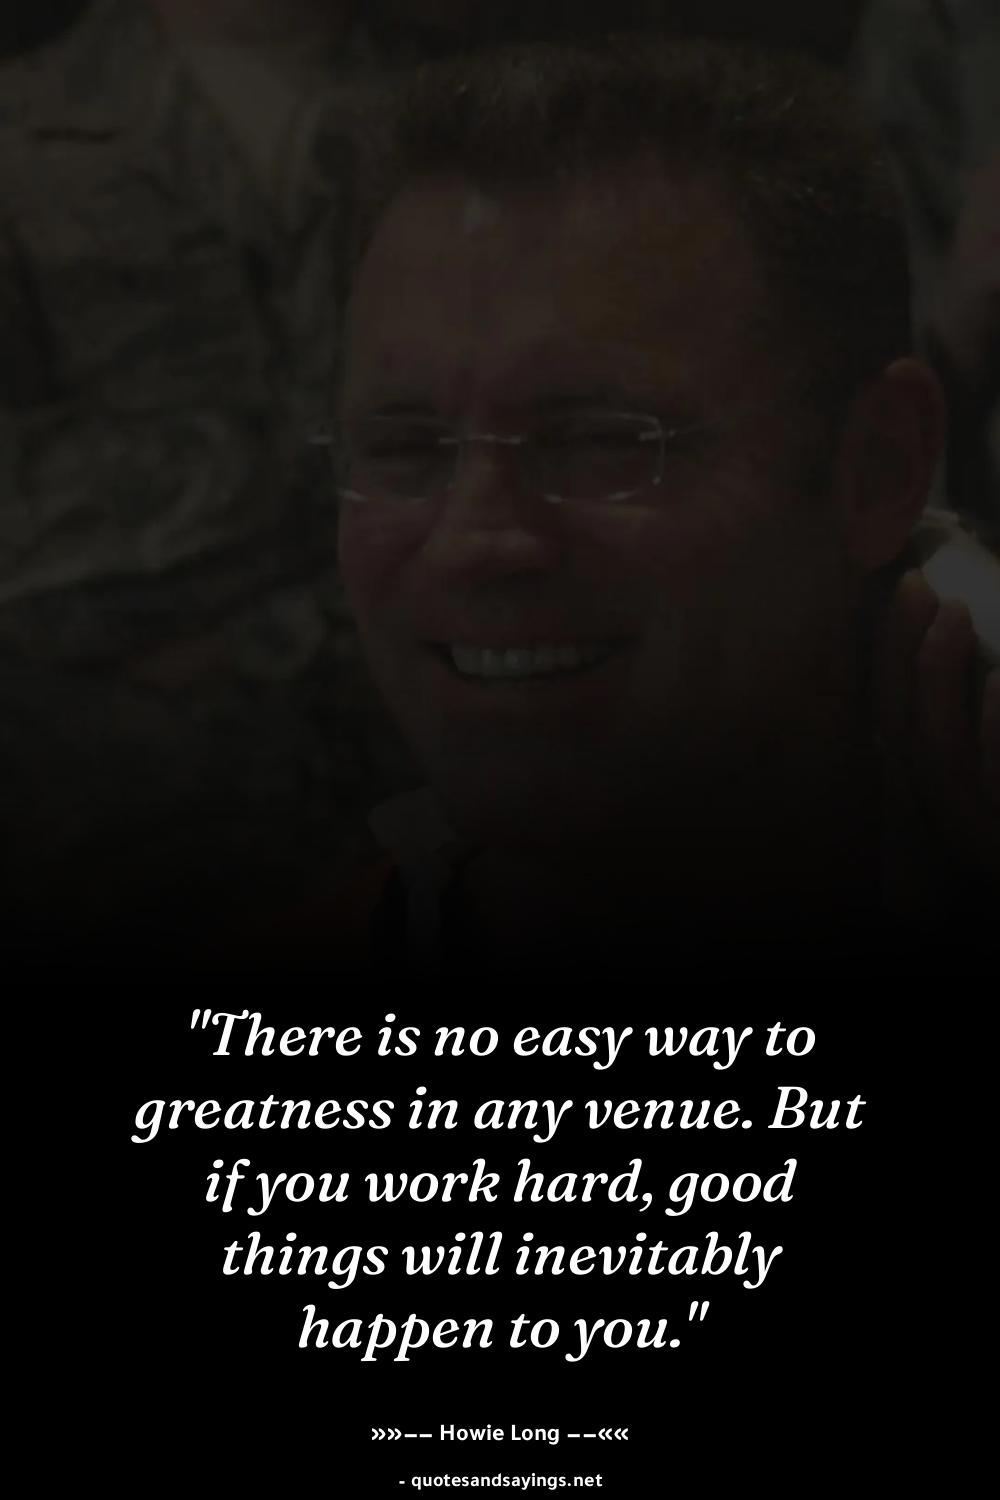 "There is no easy way to
greatness in any venue. But
if you work hard, good
things will inevitably
happen to you."
»»–– Howie Long ––««
- quotesandsayings.net